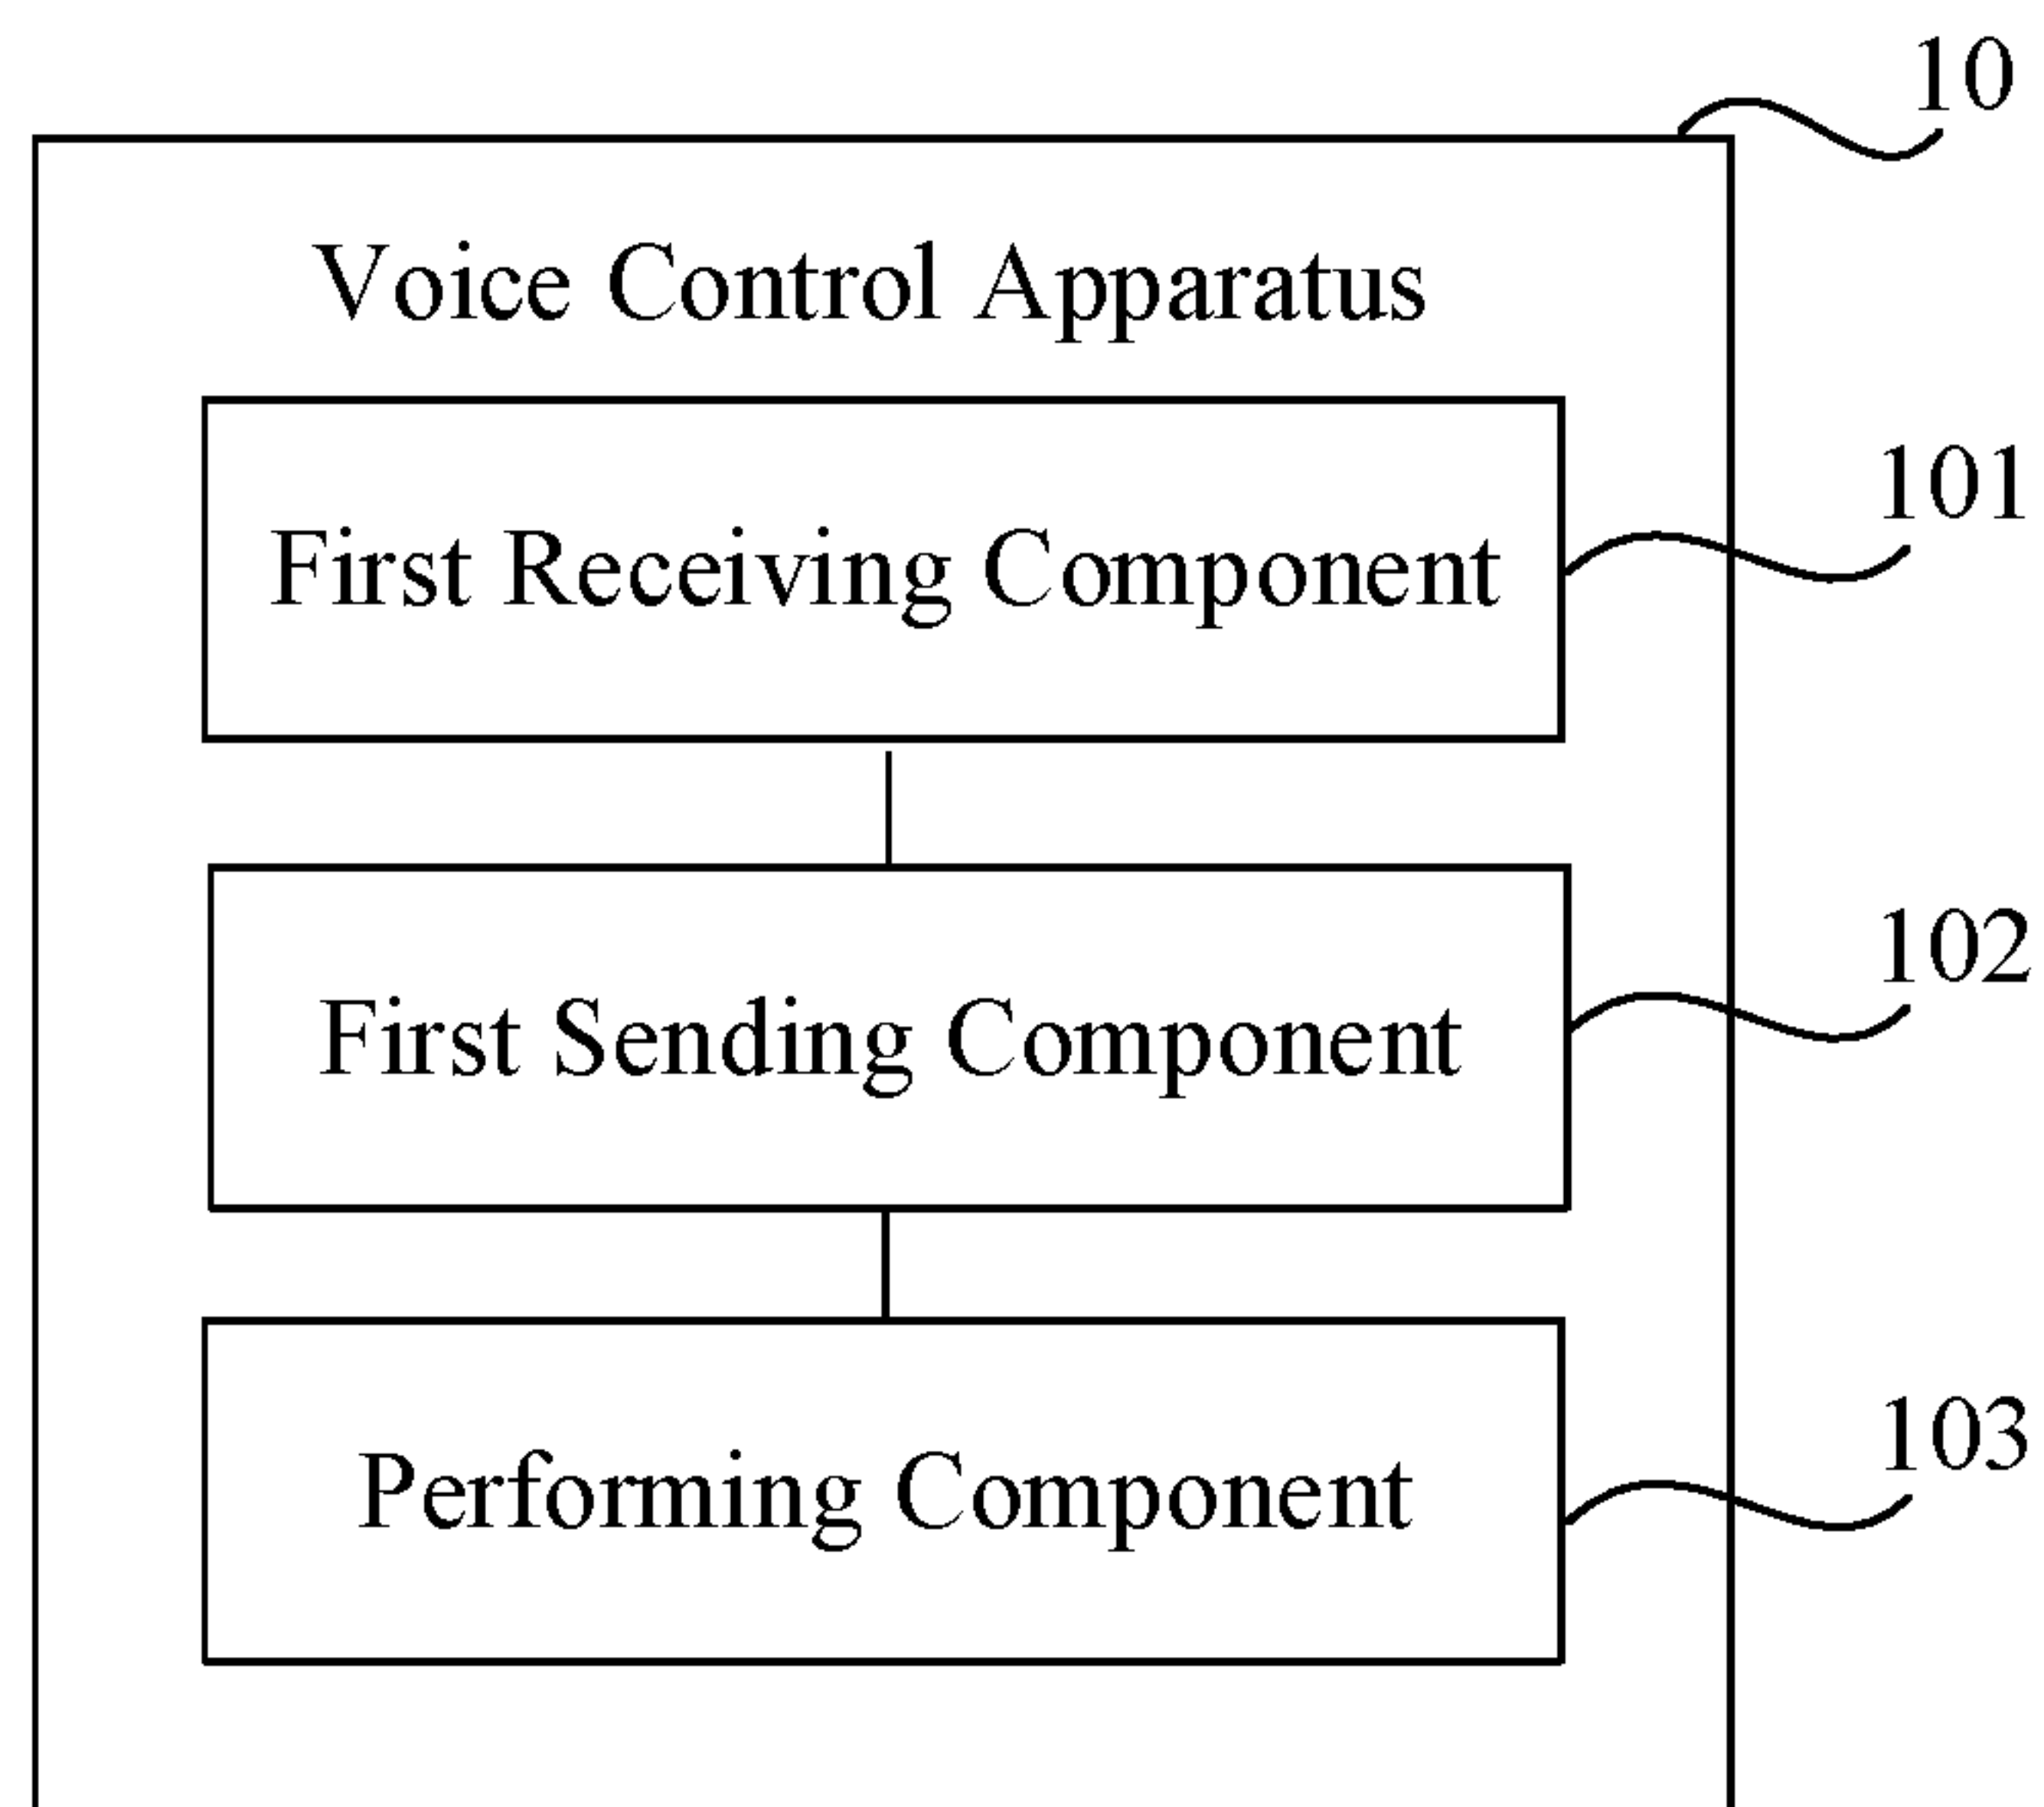 10
Voice Control Apparatus
First Receiving Component
101
First Sending Component
102
Performing Component
103